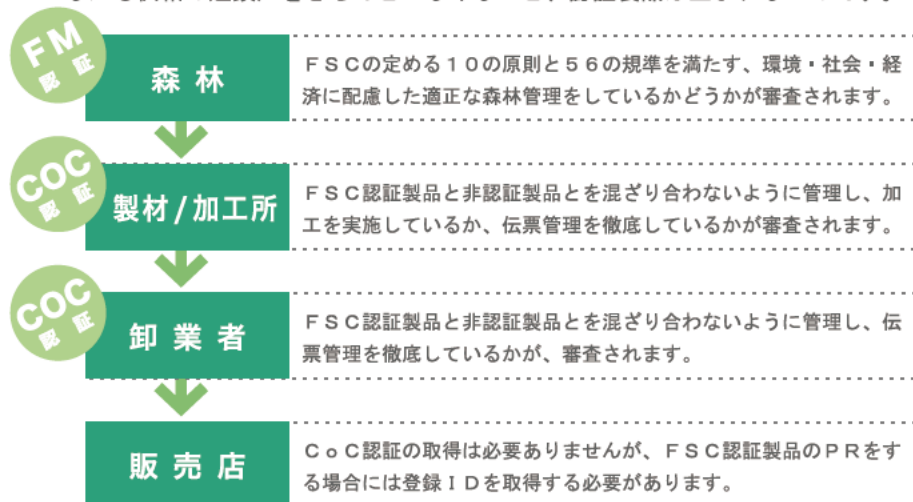 FM
認証
森林
FSCの定める10の原則と56の規準を満たす、環境・社会・経
済に配慮した適正な森林管理をしているかどうかが審査されます。
COC
認証
製材/加工所
FSC認証製品と非認証製品とを混ざり合わないように管理し、加
工を実施しているか、伝票管理を徹底しているかが審査されます。
COC
認証
卸業者
FSC認証製品と非認証製品とを混ざり合わないように管理し、伝
票管理を徹底しているかが、審査されます。
販売店
CoC認証の取得は必要ありませんが、FSC認証製品のPRをす
る場合には登録IDを取得する必要があります。